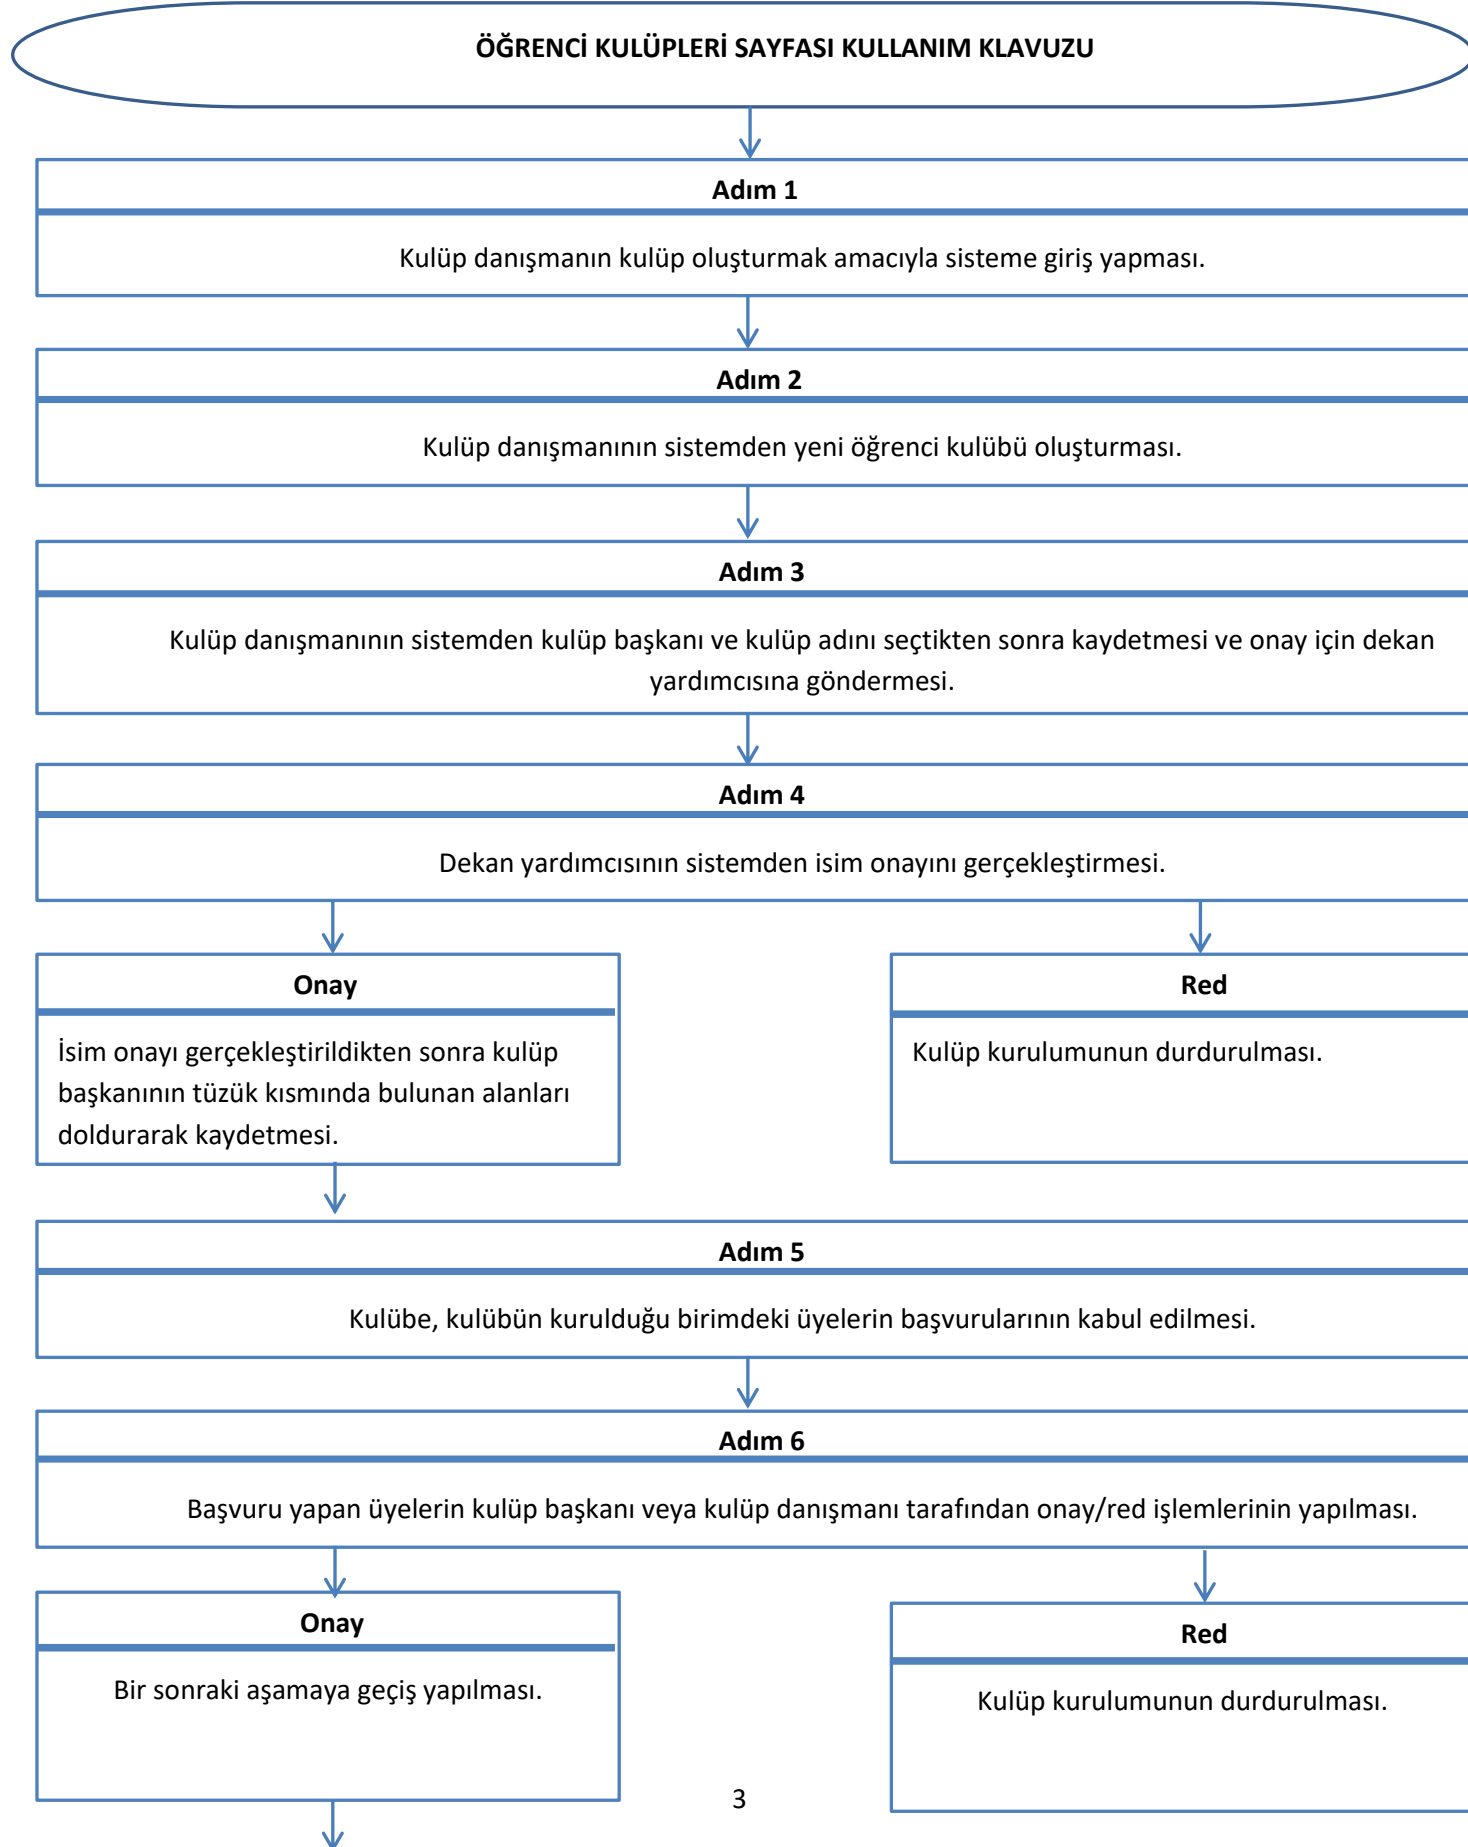 ÖĞRENCİ KULÜPLERİ SAYFASI KULLANIM KLAVUZU
Adım 1
Kulüp danışmanın kulüp oluşturmak amacıyla sisteme giriş yapması.
Adım 2
Kulüp danışmanının sistemden yeni öğrenci kulübü oluşturması.
Adım 3
Kulüp danışmanının sistemden kulüp başkanı ve kulüp adını seçtikten sonra kaydetmesi ve onay için dekan
yardımcısına göndermesi.
Adım 4
Dekan yardımcısının sistemden isim onayını gerçekleştirmesi.
Onay
İsim onayı gerçekleştirildikten sonra kulüp
başkanının tüzük kısmında bulunan alanları
doldurarak kaydetmesi.
Red
Kulüp kurulumunun durdurulması.
Adım 5
Kulübe, kulübün kurulduğu birimdeki üyelerin başvurularının kabul edilmesi.
Adım 6
Başvuru yapan üyelerin kulüp başkanı veya kulüp danışmanı tarafından onay/red işlemlerinin yapılması.
Onay
Bir sonraki aşamaya geçiş yapılması.
Red
Kulüp kurulumunun durdurulması.
3